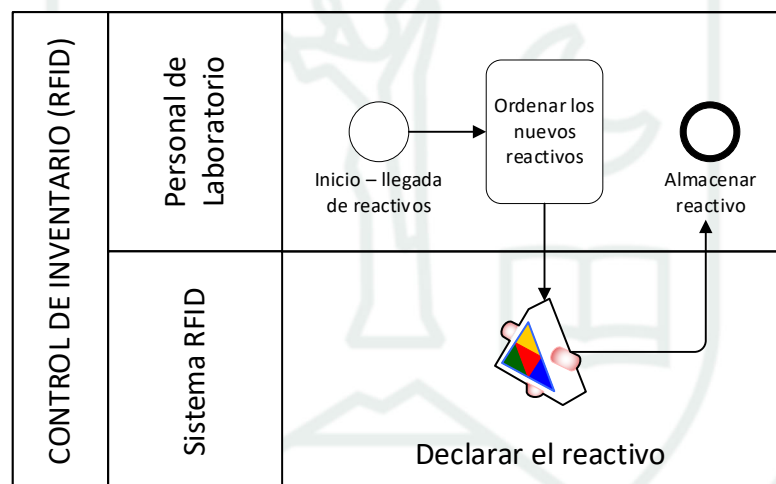 CONTROL DE INVENTARIO (RFID)
Personal de
Laboratorio
Inicio – llegada
de reactivos
Ordenar los
nuevos
reactivos
Almacenar
reactivo
Sistema RFID
Declarar el reactivo